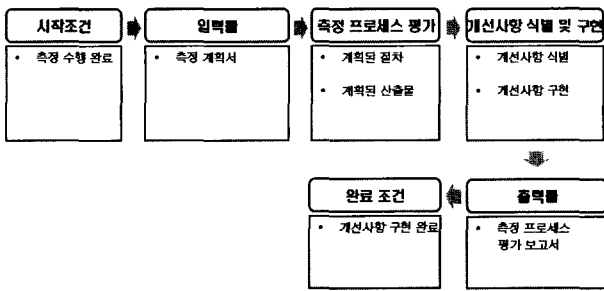 시작조건
입력물
측정 프로세스 평가
개선사항 식별 및 구현
• 측정 수행 완료
• 측정 계획서
• 계획된 절차
• 계획된 산출물
• 개선사항 식별
• 개선사항 구현
완료 조건
출력물
• 개선사항 구현 완료
• 측정 프로세스
평가 보고서